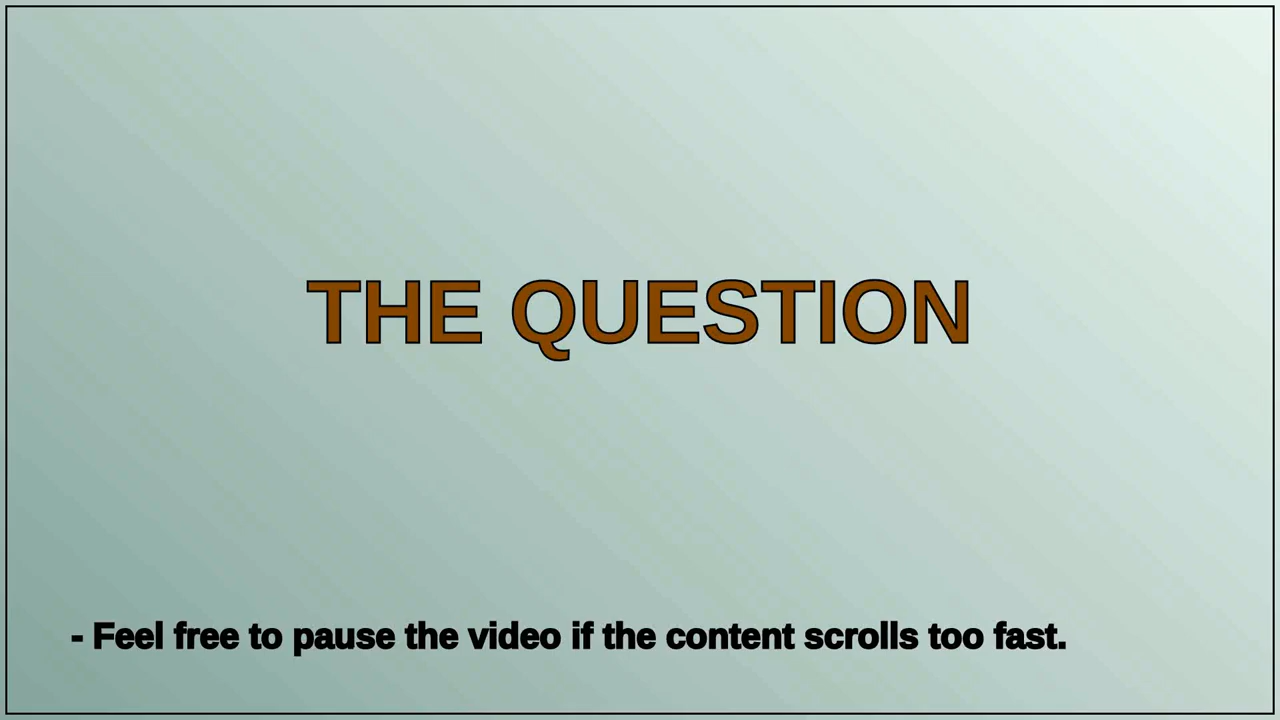 THE QUESTION
- Feel free to pause the video if the content scrolls too fast.